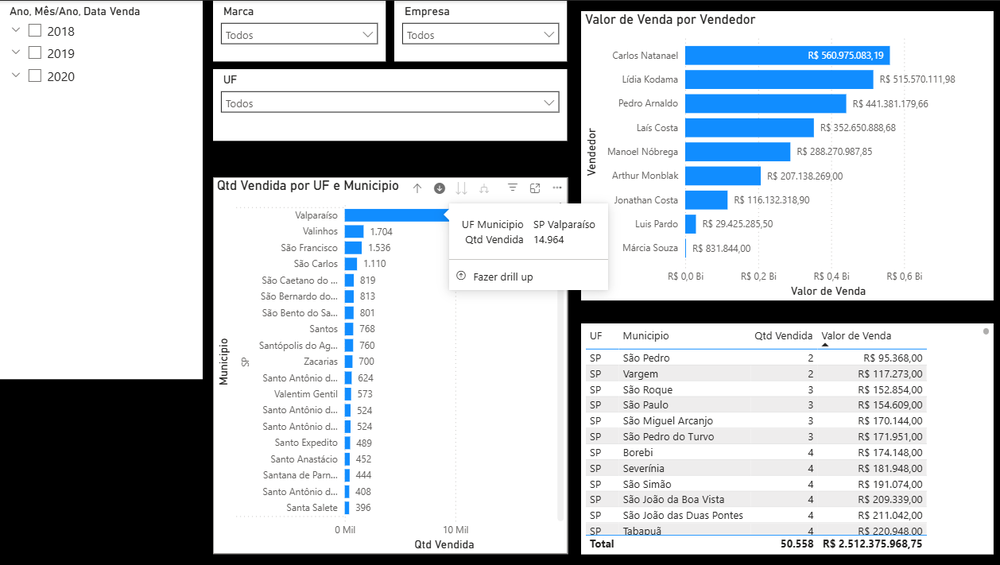 Ano, Mês/Ano, Data Venda
2018
2019
2020
Marca
Todos
Empresa
Todos
UF
Todos
Qtd Vendida por UF e Municipio
Valparaíso
Valinhos 1.704
São Francisco 1.536
São Carlos 1.110
São Caetano do ... 819
São Bernardo do... 813
São Bento do Sa... 801
Santos 768
Santópolis do Ag... 760
Zacarias 700
Santo Antônio d... 624
Valentim Gentil 573
Santo Antônio d... 524
Santo Antônio d... 524
Santo Expedito 489
Santo Anastácio 452
Santana de Parn... 444
Santo Antônio d... 408
Santa Salete 396
Municipio
SP
0 Mil 10 Mil
Qtd Vendida
UF Municipio SP Valparaíso
Qtd Vendida 14.964
Fazer drill up
Valor de Venda por Vendedor
Carlos Natanael R$ 560.975.083,19
Lídia Kodama R$ 515.570.111,98
Pedro Arnaldo R$ 441.381.179,66
Laís Costa R$ 352.650.888,68
Manoel Nóbrega R$ 288.270.987,85
Arthur Monblak R$ 207.138.269,00
Jonathan Costa R$ 116.132.318,90
Luis Pardo R$ 29.425.285,50
Márcia Souza R$ 831.844,00
Vendedor
R$ 0,0 Bi R$ 0,2 Bi R$ 0,4 Bi R$ 0,6 Bi
Valor de Venda
UF Municipio Qtd Vendida Valor de Venda
SP São Pedro 2 R$ 95.368,00
SP Vargem 2 R$ 117.273,00
SP São Roque 3 R$ 152.854,00
SP São Paulo 3 R$ 154.609,00
SP São Miguel Arcanjo 3 R$ 170.144,00
SP São Pedro do Turvo 3 R$ 171.951,00
SP Borebi 4 R$ 174.148,00
SP Severínia 4 R$ 181.948,00
SP São Simão 4 R$ 191.074,00
SP São João da Boa Vista 4 R$ 209.339,00
SP São João das Duas Pontes 4 R$ 211.042,00
SP Tabapuã 4 R$ 220.948,00
Total 50.558 R$ 2.512.375.968,75